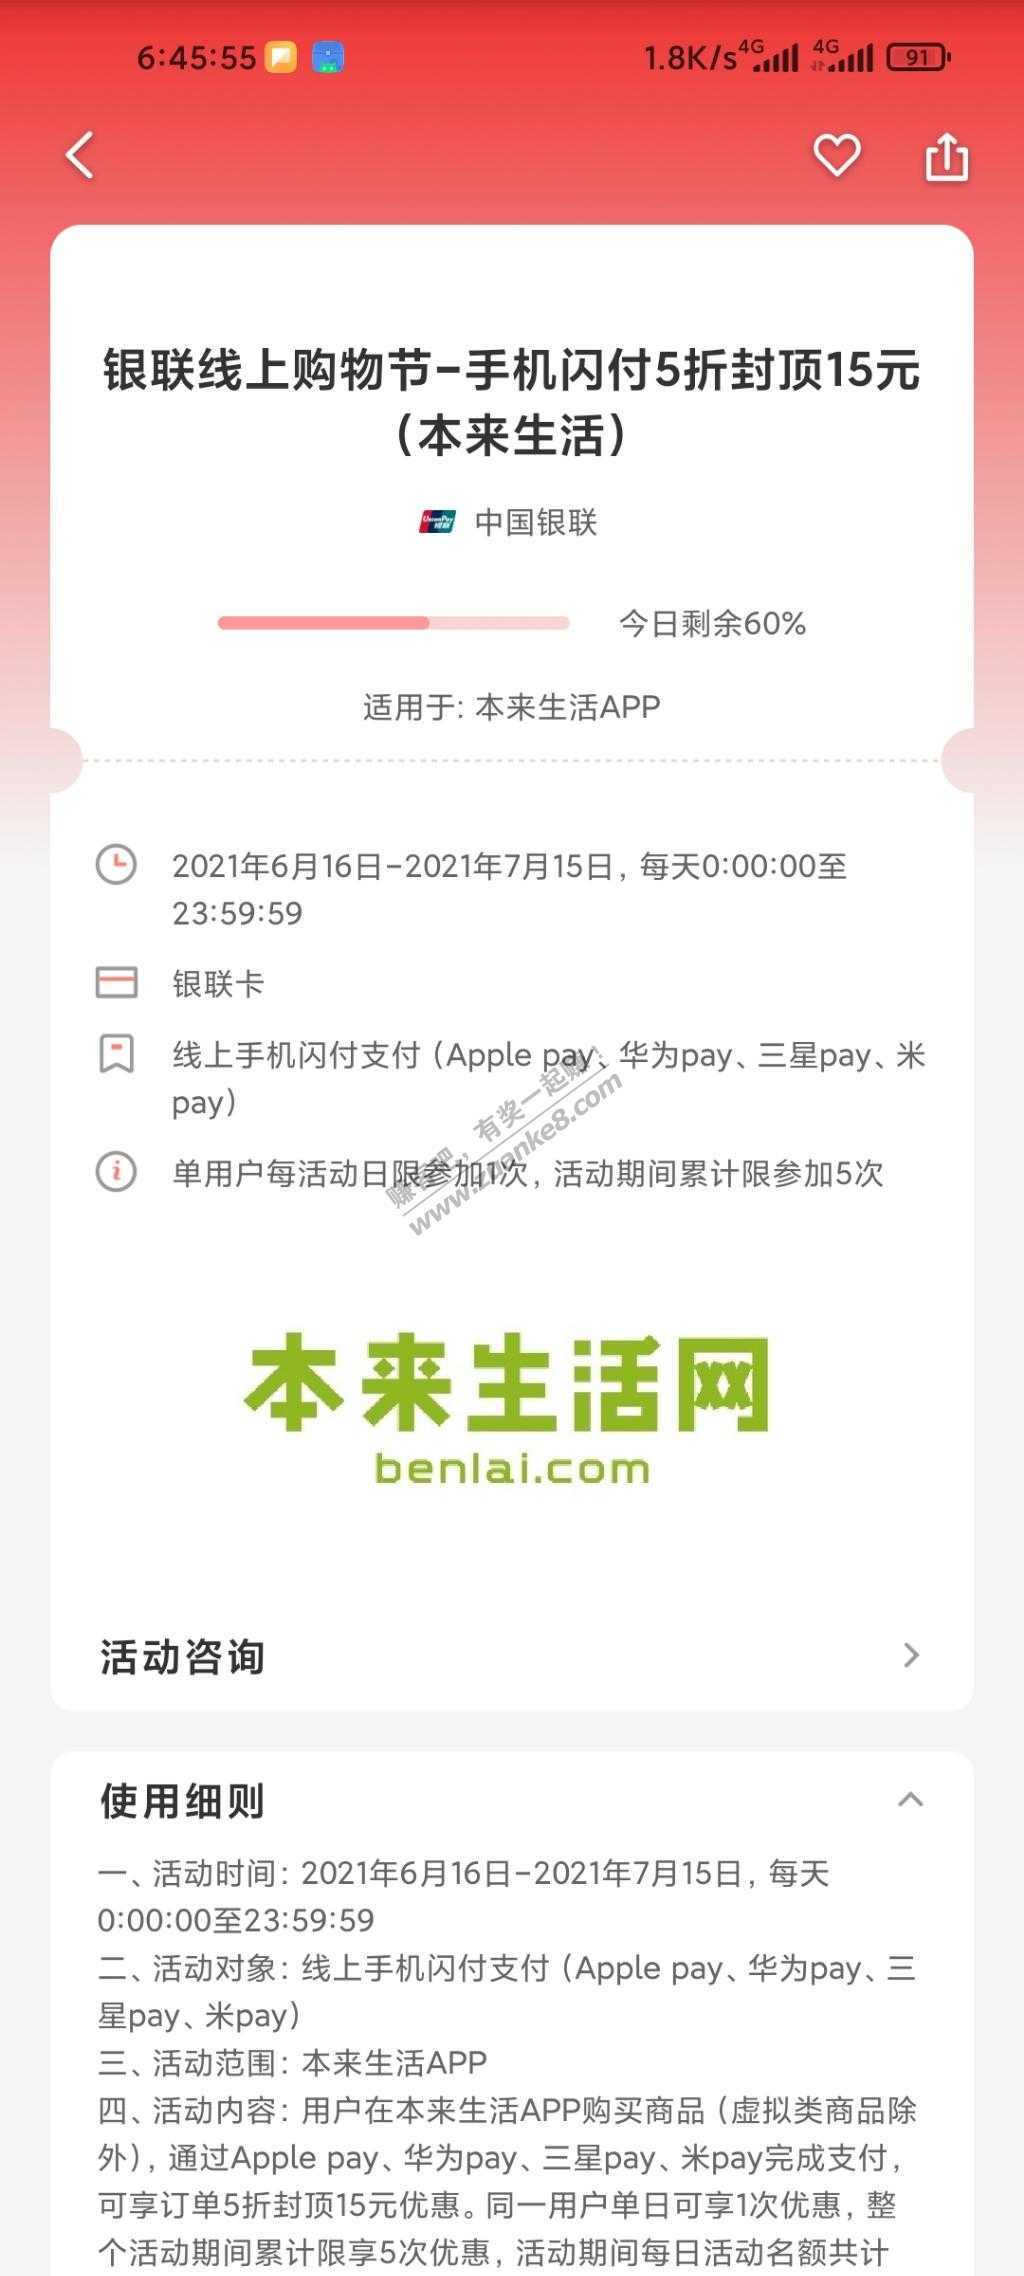 6:45:55
1.8K/s 4G 4G 91
银联线上购物节-手机闪付5折封顶15元
（本来生活）
UnionPay 银联 中国银联
今日剩余60%
适用于: 本来生活APP
2021年6月16日-2021年7月15日, 每天0:00:00至
23:59:59
银联卡
线上手机闪付支付（Apple pay、华为pay、三星pay、米
pay）
单用户每活动日限参加1次, 活动期间累计限参加5次
赚客吧,有奖一起赚!
www.zuanke8.com
本来生活网
benlai.com
活动咨询
使用细则
一、活动时间: 2021年6月16日-2021年7月15日, 每天
0:00:00至23:59:59
二、活动对象: 线上手机闪付支付（Apple pay、华为pay、三
星pay、米pay）
三、活动范围: 本来生活APP
四、活动内容: 用户在本来生活APP购买商品（虚拟类商品除
外）, 通过Apple pay、华为pay、三星pay、米pay完成支付,
可享订单5折封顶15元优惠。同一用户单日可享1次优惠, 整
个活动期间累计限享5次优惠, 活动期间每日活动名额共计